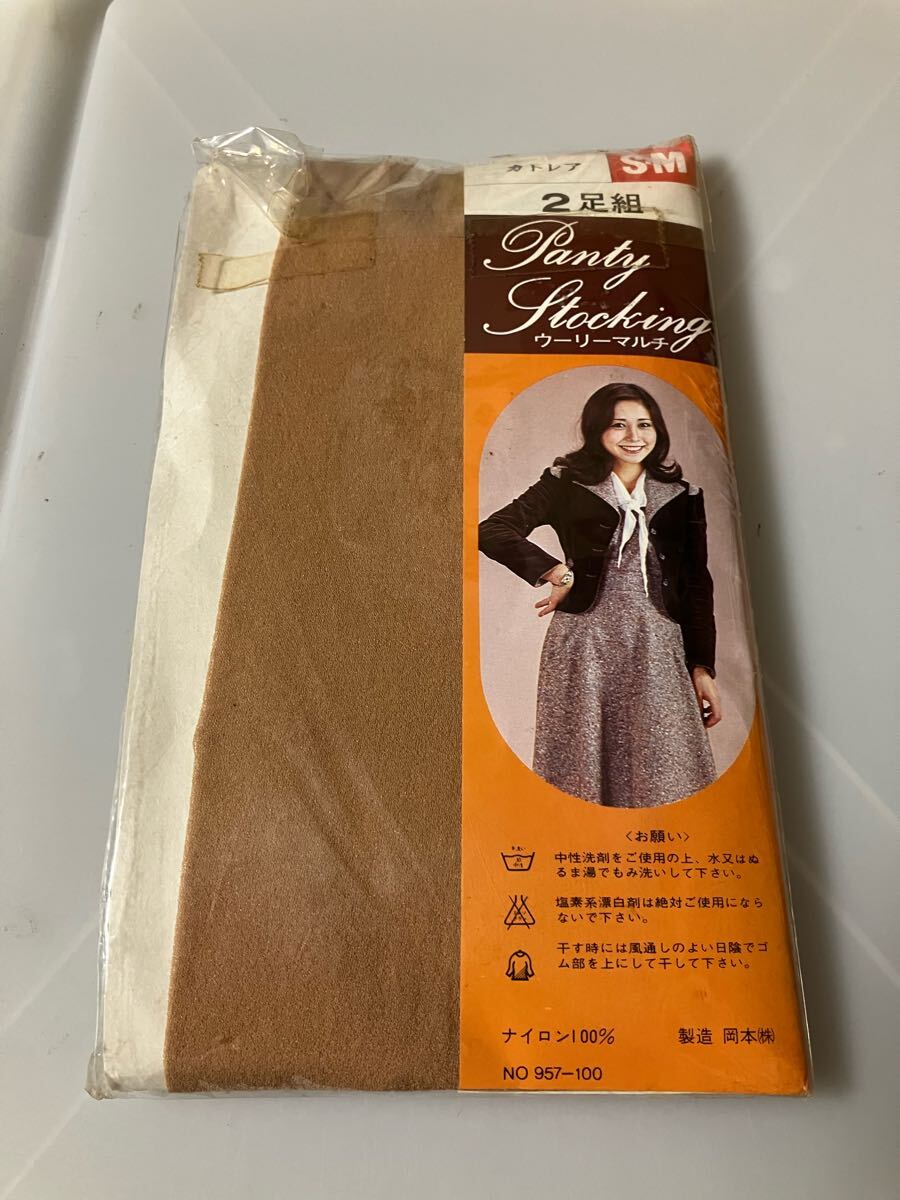 カトレア
S・M
2足組
Panty
Stocking
ウーリーマルチ
〈お願い〉
中性洗剤をご使用の上、水又はぬ
るま湯でもみ洗いして下さい。
塩素系漂白剤は絶対ご使用になら
ないで下さい。
干す時には風通しのよい日陰でゴ
ム部を上にして干して下さい。
ナイロン100%
製造 岡本㈱
NO 957-100